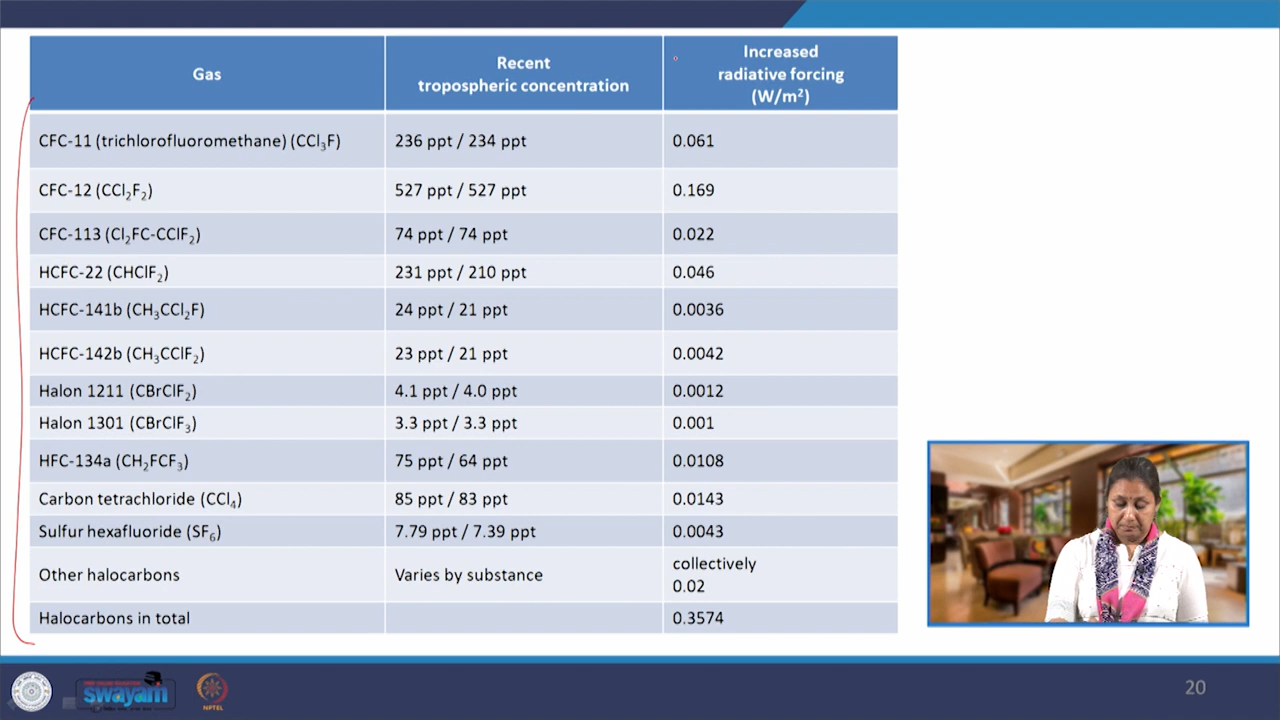 Gas
Recent
tropospheric concentration
Increased
radiative forcing
(W/m²)
CFC-11 (trichlorofluoromethane) (CCl₃F) 236 ppt / 234 ppt 0.061
CFC-12 (CCl₂F₂) 527 ppt / 527 ppt 0.169
CFC-113 (Cl₂FC-CClF₂) 74 ppt / 74 ppt 0.022
HCFC-22 (CHClF₂) 231 ppt / 210 ppt 0.046
HCFC-141b (CH₃CCl₂F) 24 ppt / 21 ppt 0.0036
HCFC-142b (CH₃CClF₂) 23 ppt / 21 ppt 0.0042
Halon 1211 (CBrClF₂) 4.1 ppt / 4.0 ppt 0.0012
Halon 1301 (CBrClF₃) 3.3 ppt / 3.3 ppt 0.001
HFC-134a (CH₂FCF₃) 75 ppt / 64 ppt 0.0108
Carbon tetrachloride (CCl₄) 85 ppt / 83 ppt 0.0143
Sulfur hexafluoride (SF₆) 7.79 ppt / 7.39 ppt 0.0043
Other halocarbons Varies by substance collectively
0.02
Halocarbons in total 0.3574
swayam
NPTEL
20